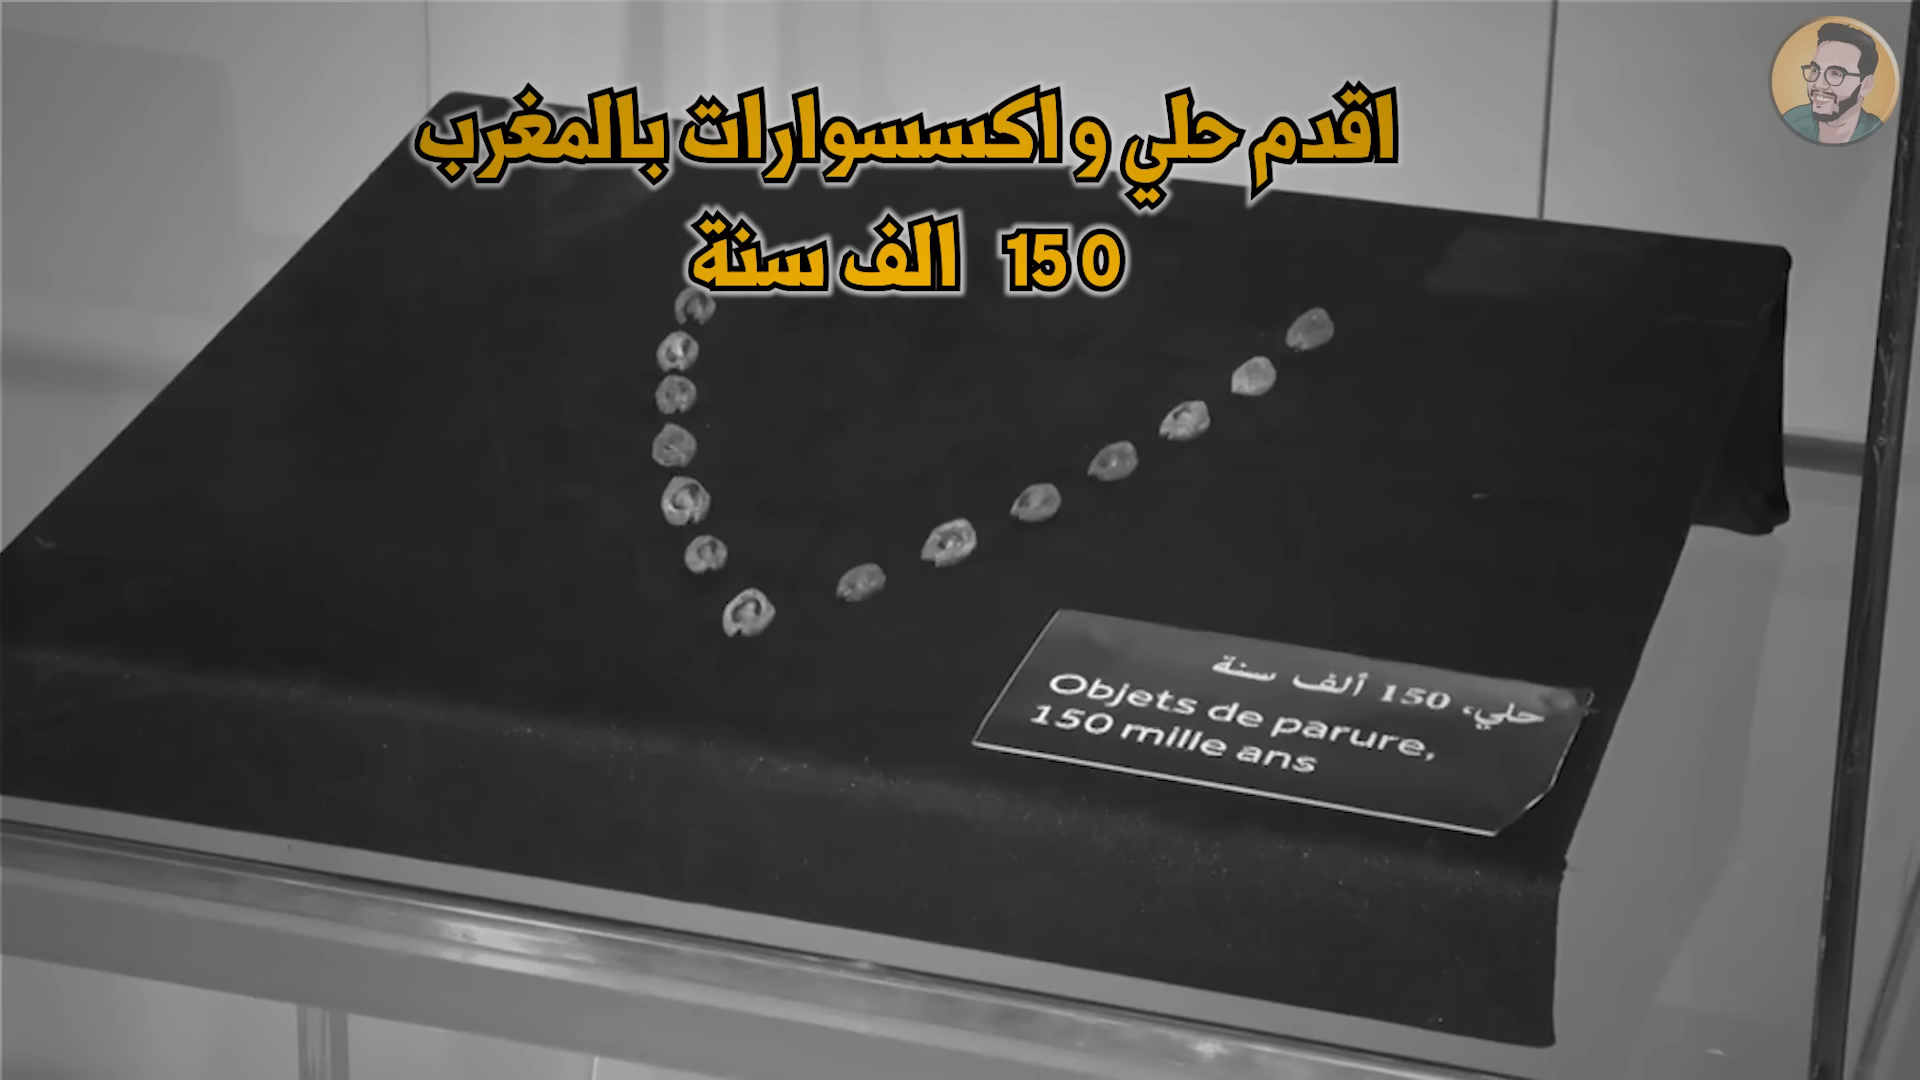 اقدم حلي و اكسسوارات بالمغرب
150 الف سنة
حلي، 150 ألف سنة
Objets de parure,
150 mille ans